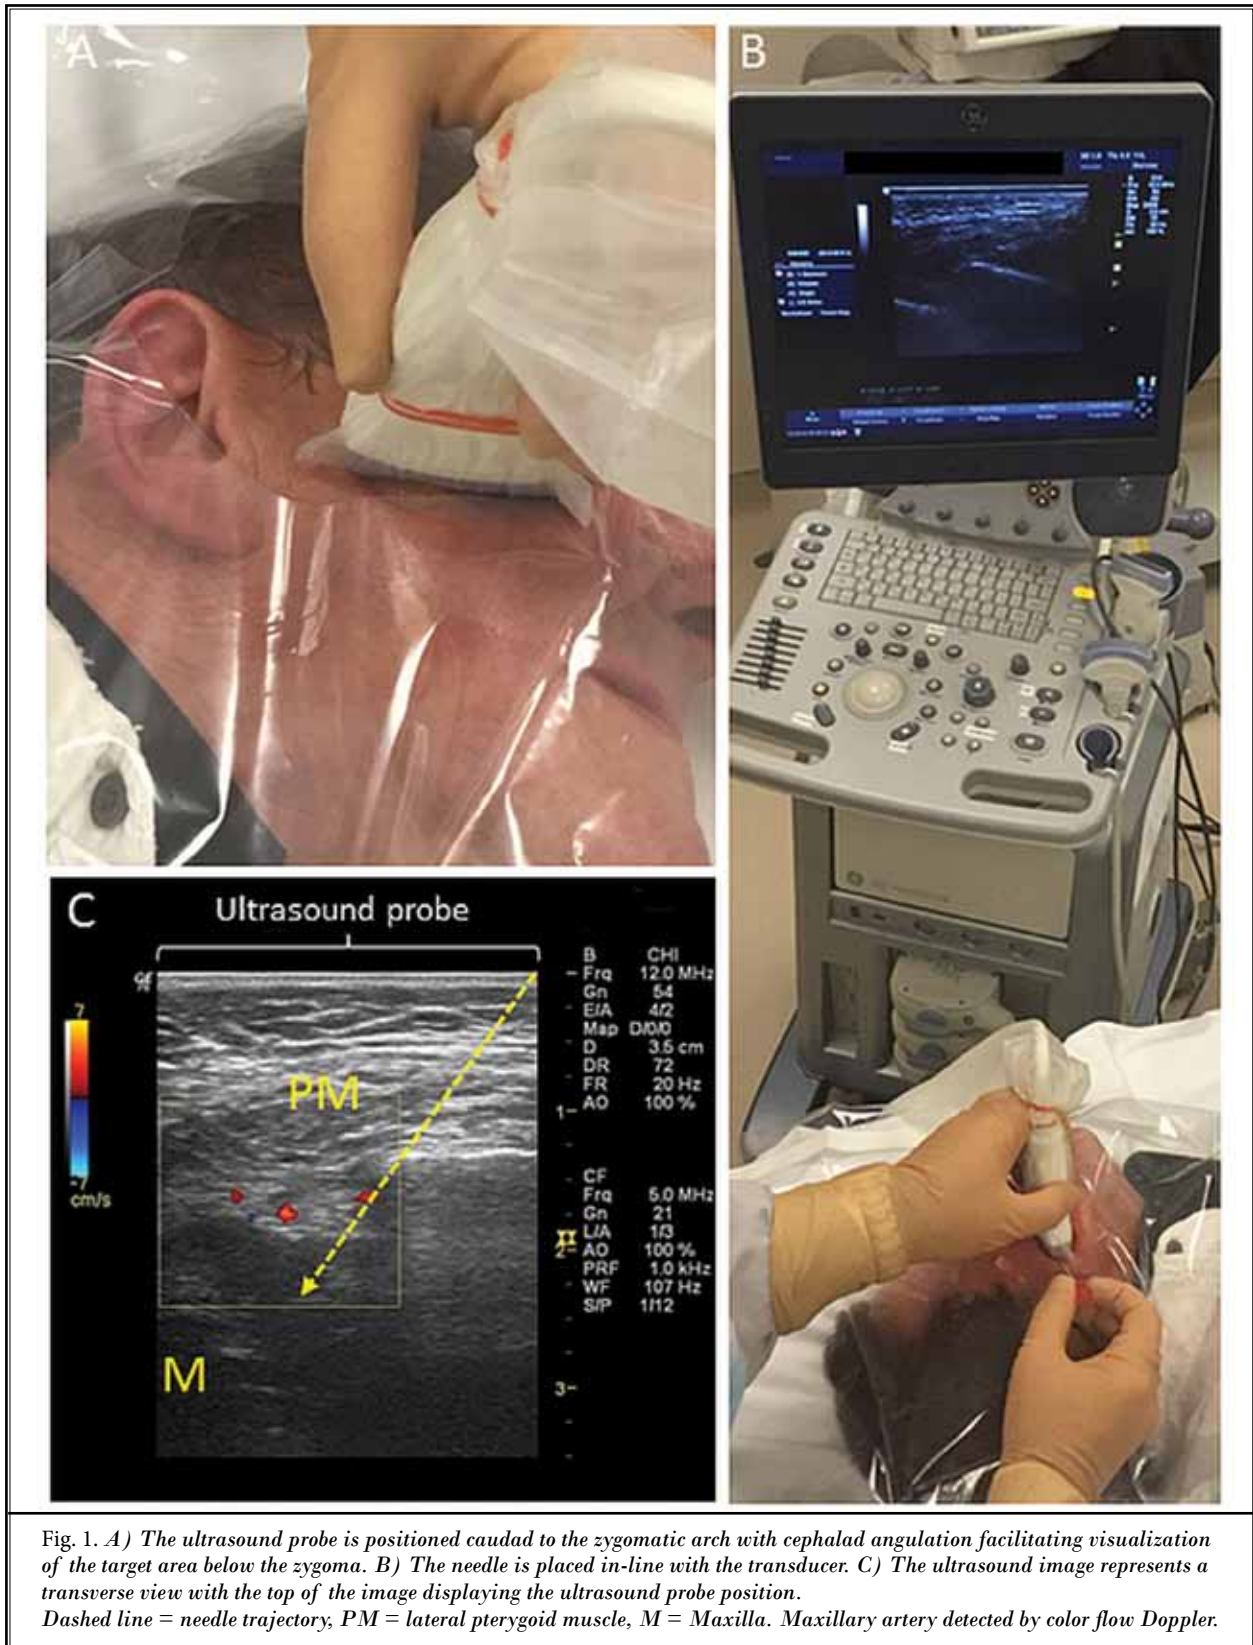 A
B
C
Ultrasound probe
B CHI
Frq 12.0 MHz
Gn 54
E/A 4/2
Map D/0/0
D 3.5 cm
DR 72
FR 20 Hz
AO 100 %
7
-7
cm/s
PM
M
1
2
3
CF
Frq 5.0 MHz
Gn 21
L/A 1/3
AO 100 %
PRF 1.0 kHz
WF 107 Hz
S/P 1/12
Fig. 1. A) The ultrasound probe is positioned caudad to the zygomatic arch with cephalad angulation facilitating visualization
of the target area below the zygoma. B) The needle is placed in-line with the transducer. C) The ultrasound image represents a
transverse view with the top of the image displaying the ultrasound probe position.
Dashed line = needle trajectory, PM = lateral pterygoid muscle, M = Maxilla. Maxillary artery detected by color flow Doppler.